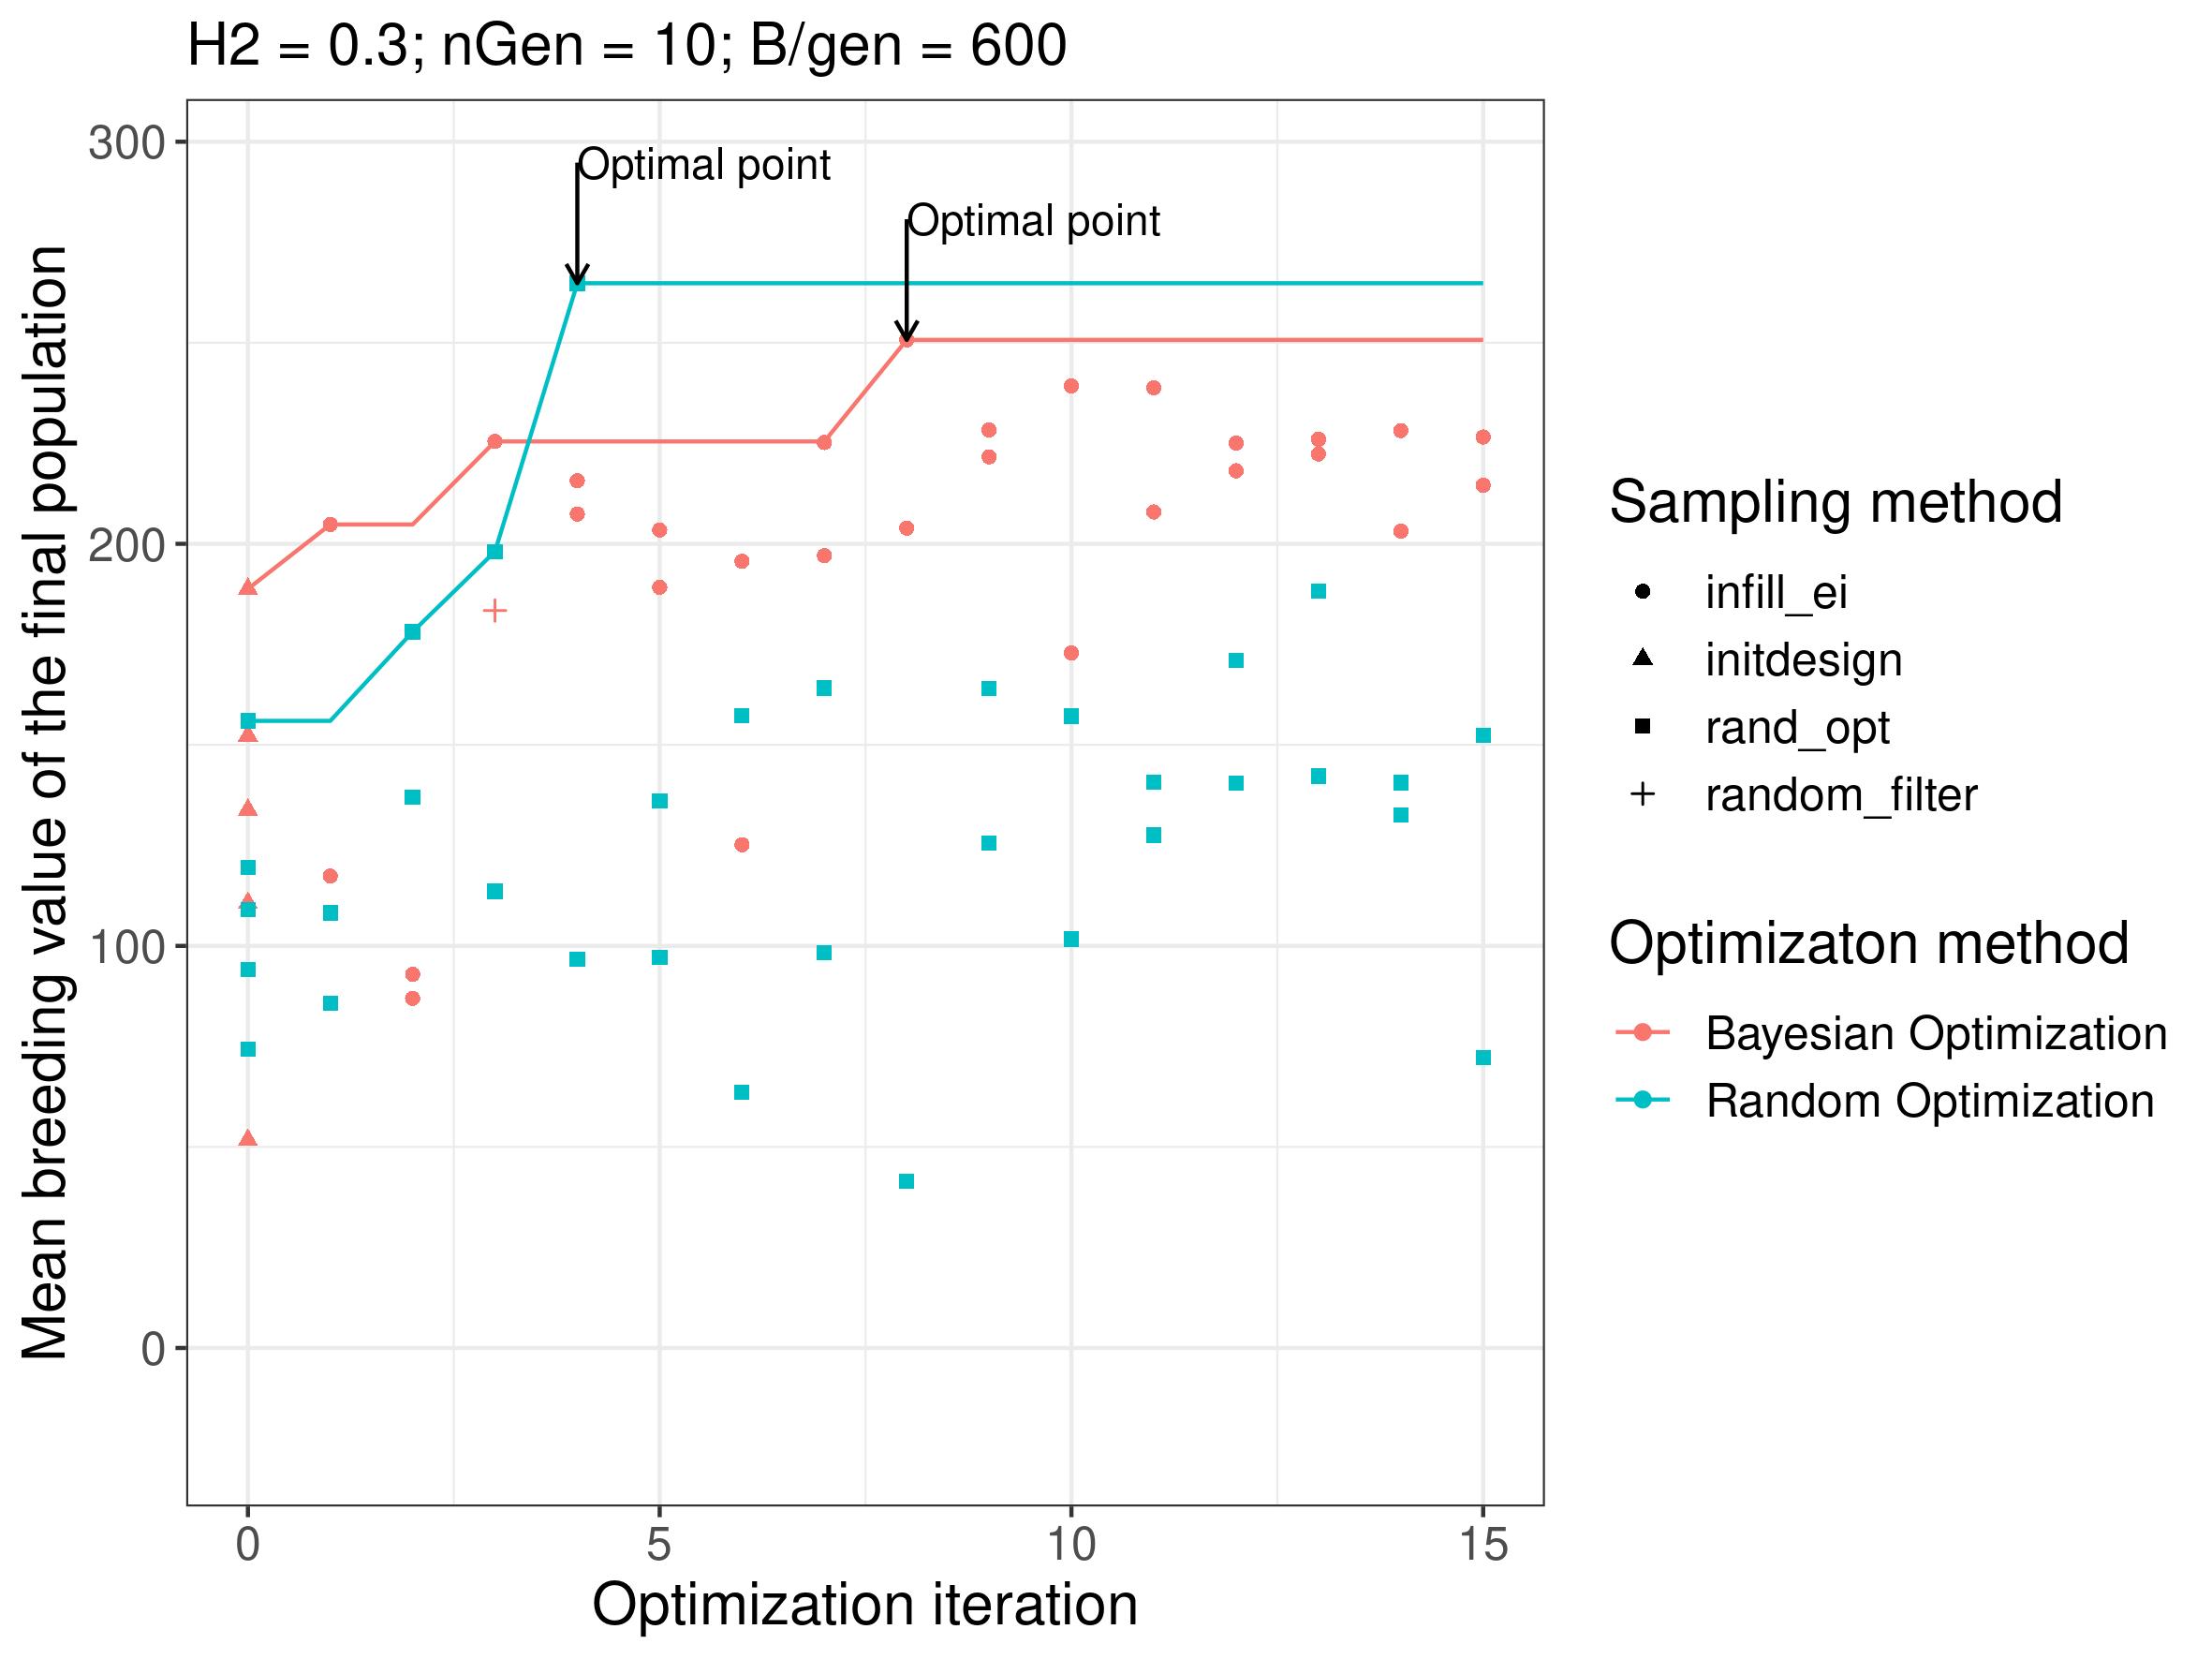 H2 = 0.3; nGen = 10; B/gen = 600
Mean breeding value of the final population
300
200
100
0
Optimal point
Optimal point
0
5
10
15
Optimization iteration
Sampling method
infill_ei
initdesign
rand_opt
random_filter
Optimizaton method
Bayesian Optimization
Random Optimization